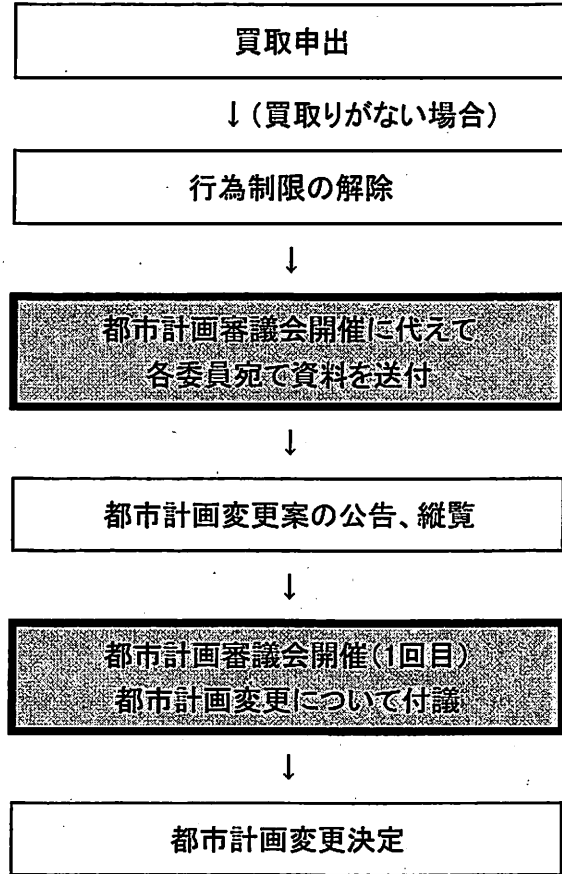 買取申出
↓(買取りがない場合)
行為制限の解除
↓
都市計画審議会開催に代えて
各委員宛て資料を送付
↓
都市計画変更案の公告、縦覧
↓
都市計画審議会開催(1回目)
都市計画変更について付議
↓
都市計画変更決定